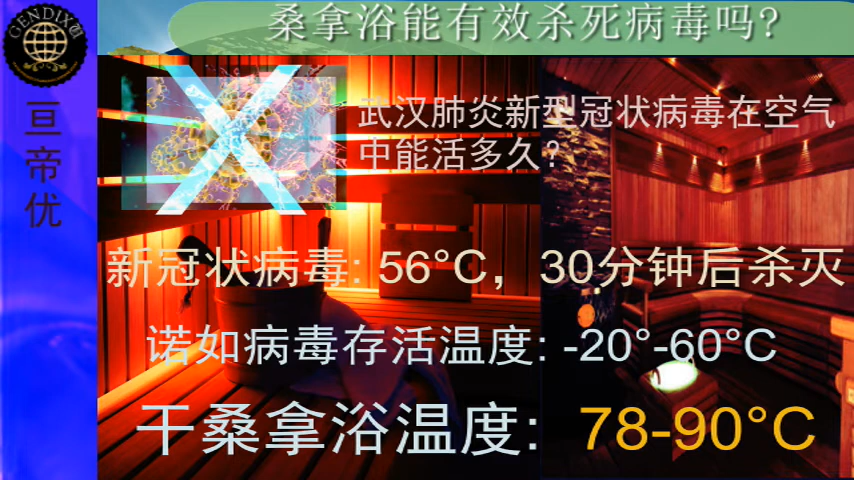 桑拿浴能有效杀死病毒吗?
GENDIX
亘
帝
优
武汉肺炎新型冠状病毒在空气
中能活多久?
新冠状病毒: 56°C，30分钟后杀灭
诺如病毒存活温度: -20°-60°C
干桑拿浴温度: 78-90°C